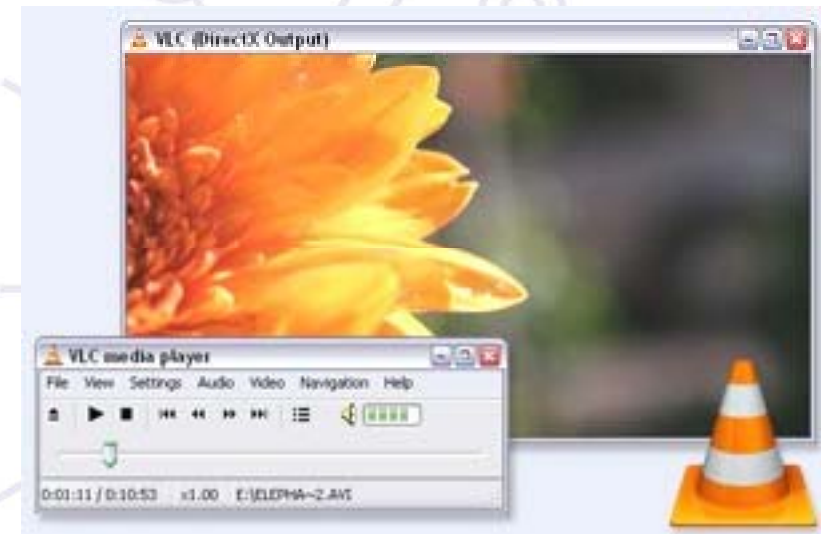 VLC (DirectX Output)
VLC media player
File View Settings Audio Video Navigation Help
0:01:11 / 0:10:53 x1.00 E:\ELEPHA~2.AVI